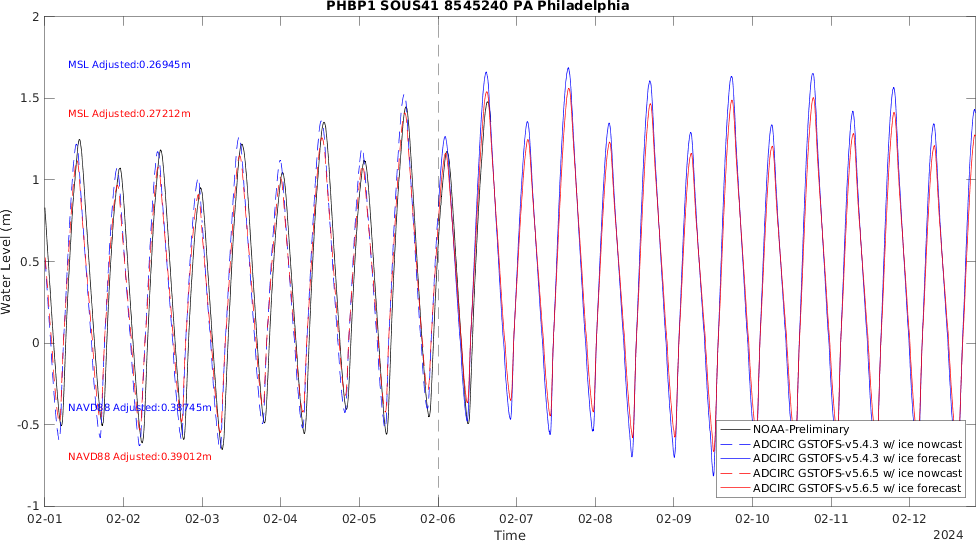 PHBP1 SOUS41 8545240 PA Philadelphia
2
1.5
1
0.5
0
-0.5
-1
Water Level (m)
MSL Adjusted:0.26945m
MSL Adjusted:0.27212m
NAVD88 Adjusted:0.38745m
NAVD88 Adjusted:0.39012m
NOAA-Preliminary
ADCIRC GSTOFS-v5.4.3 w/ ice nowcast
ADCIRC GSTOFS-v5.4.3 w/ ice forecast
ADCIRC GSTOFS-v5.6.5 w/ ice nowcast
ADCIRC GSTOFS-v5.6.5 w/ ice forecast
02-01 02-02 02-03 02-04 02-05 02-06 02-07 02-08 02-09 02-10 02-11 02-12
Time
2024